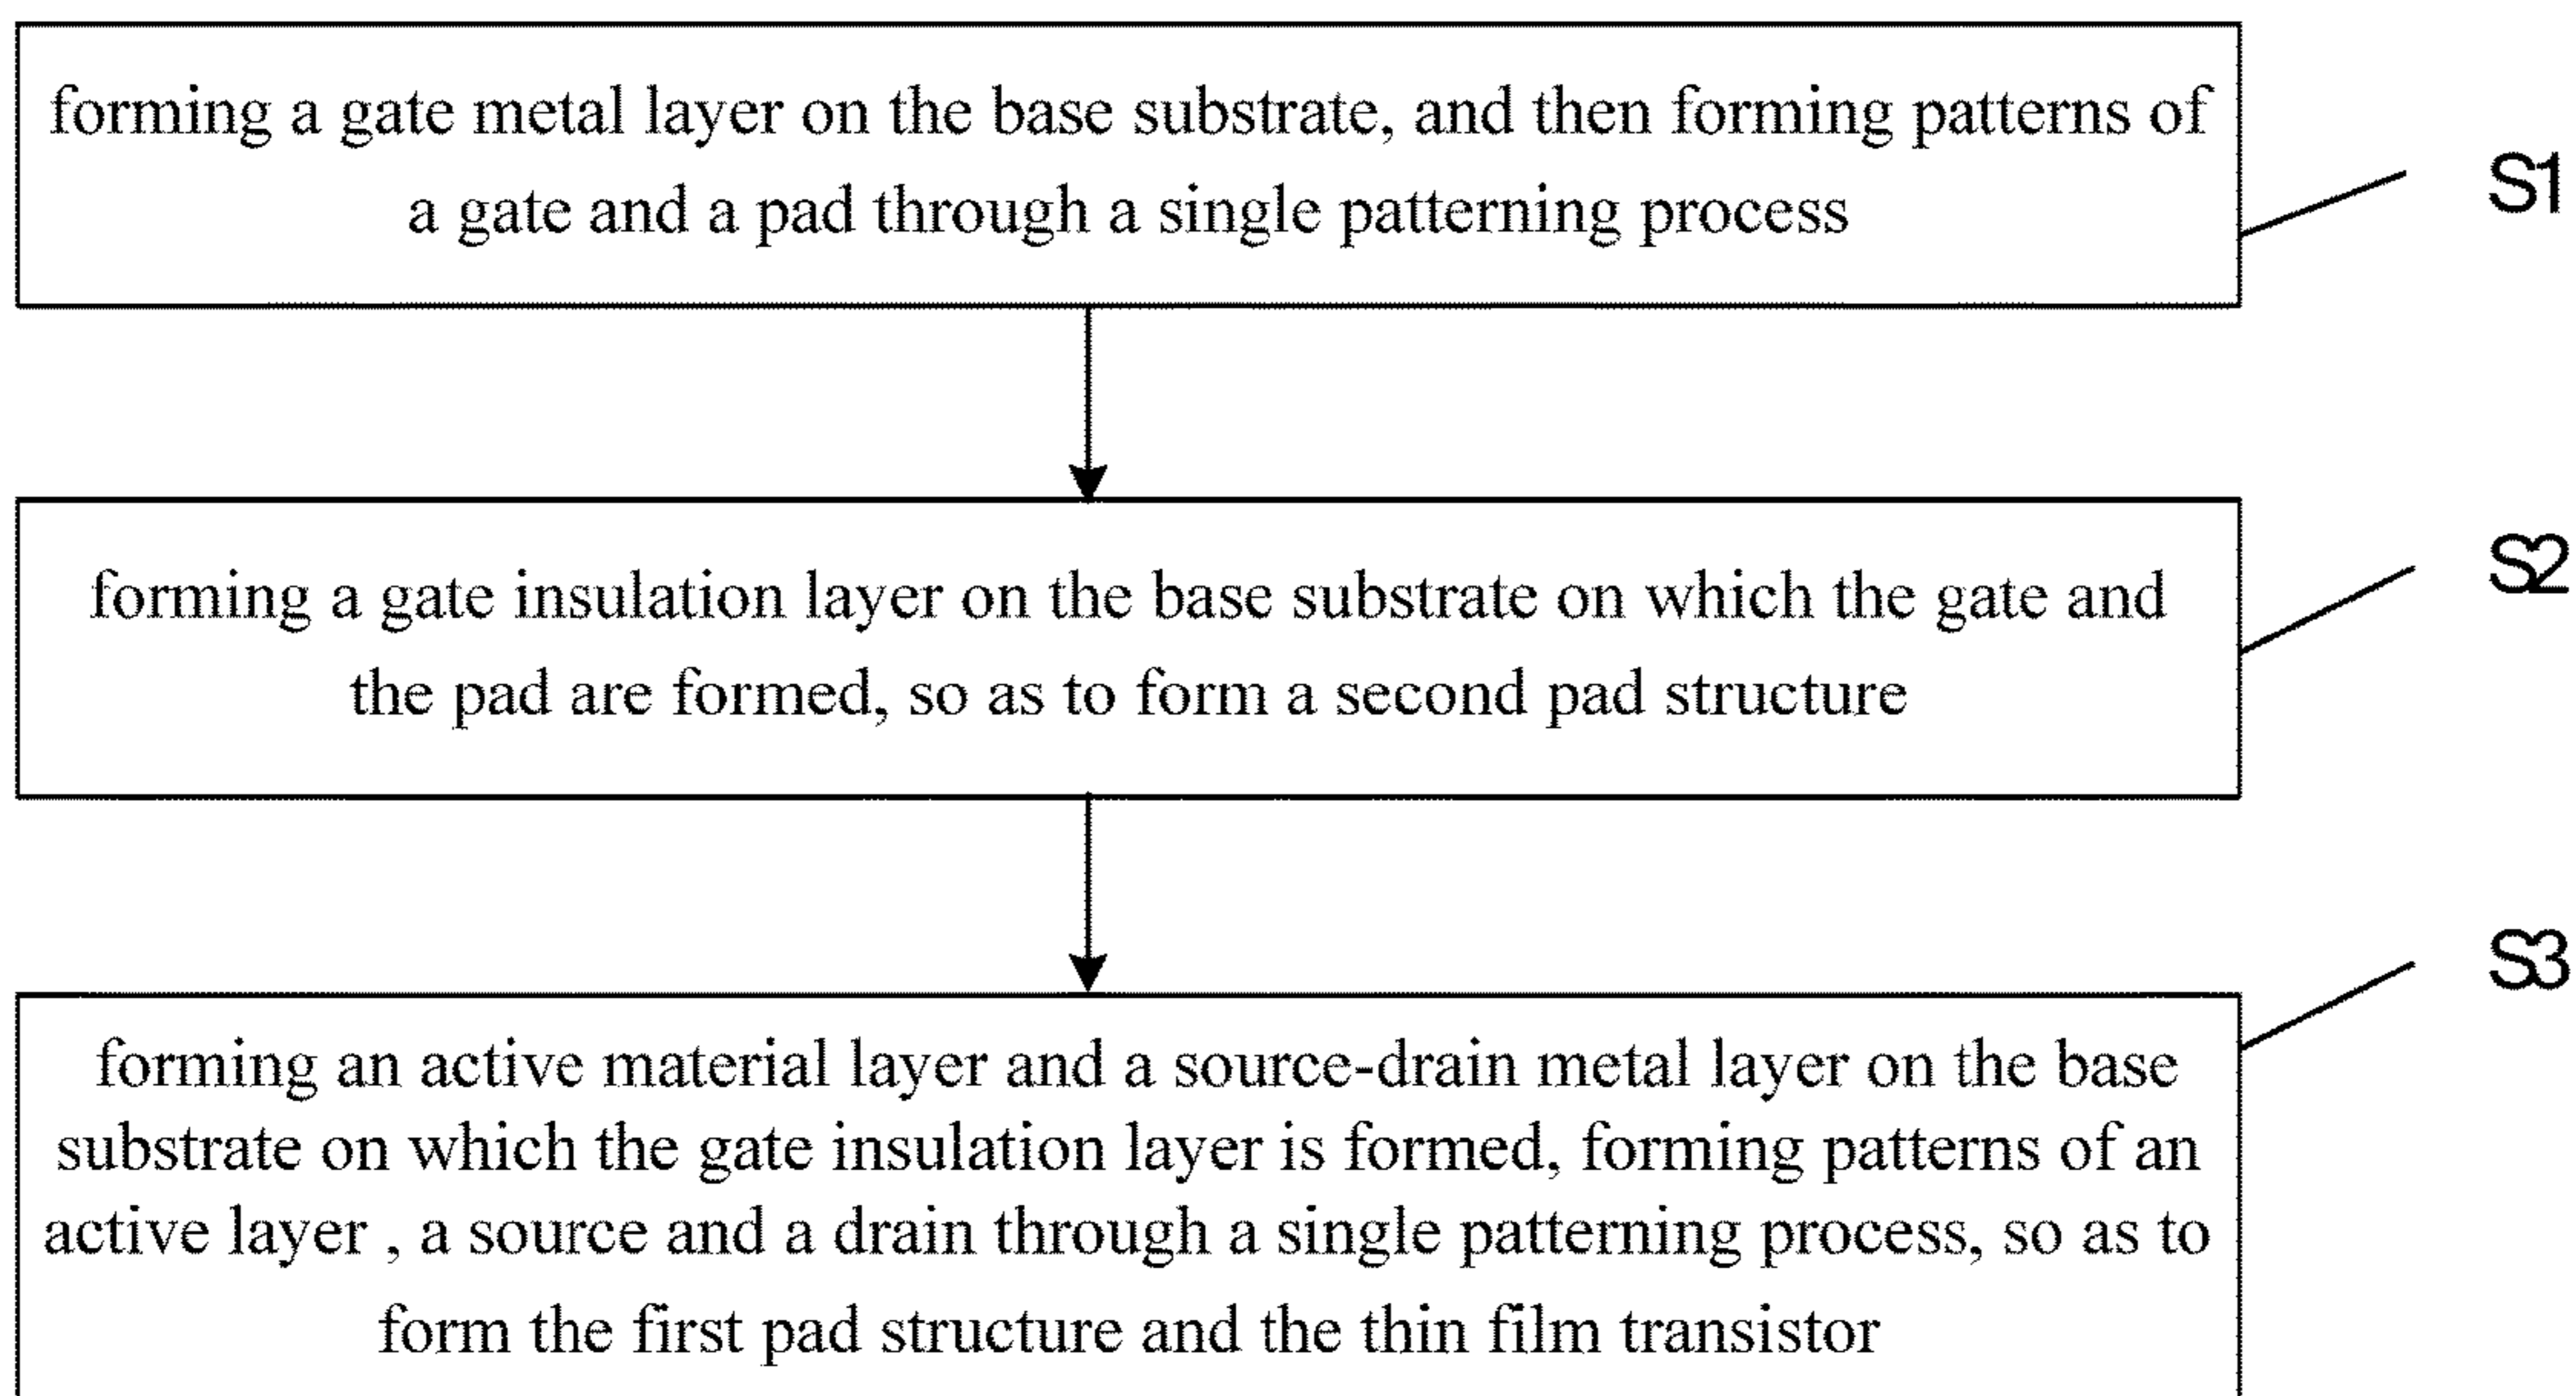 forming a gate metal layer on the base substrate, and then forming patterns of
a gate and a pad through a single patterning process
S1
forming a gate insulation layer on the base substrate on which the gate and
the pad are formed, so as to form a second pad structure
S2
forming an active material layer and a source-drain metal layer on the base
substrate on which the gate insulation layer is formed, forming patterns of an
active layer , a source and a drain through a single patterning process, so as to
form the first pad structure and the thin film transistor
S3